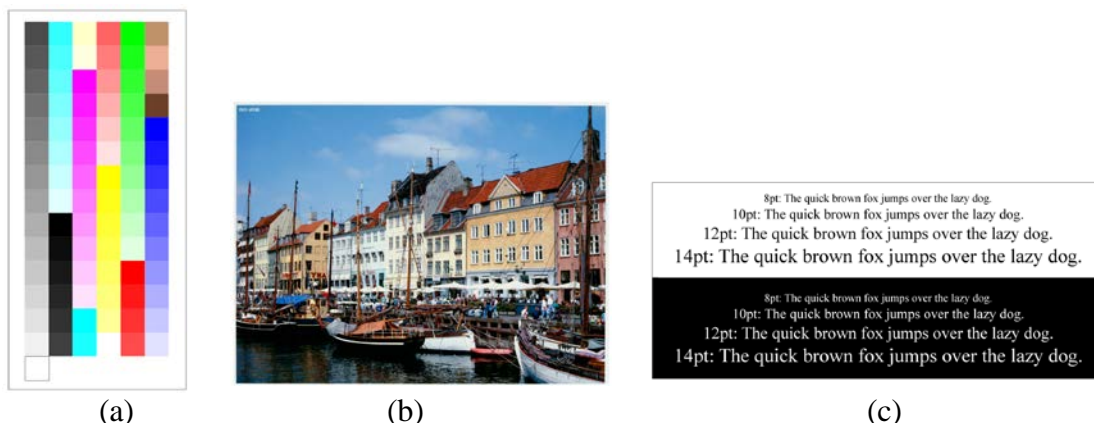 8pt: The quick brown fox jumps over the lazy dog.
10pt: The quick brown fox jumps over the lazy dog.
12pt: The quick brown fox jumps over the lazy dog.
14pt: The quick brown fox jumps over the lazy dog.
8pt: The quick brown fox jumps over the lazy dog.
10pt: The quick brown fox jumps over the lazy dog.
12pt: The quick brown fox jumps over the lazy dog.
14pt: The quick brown fox jumps over the lazy dog.
(a)
(b)
(c)